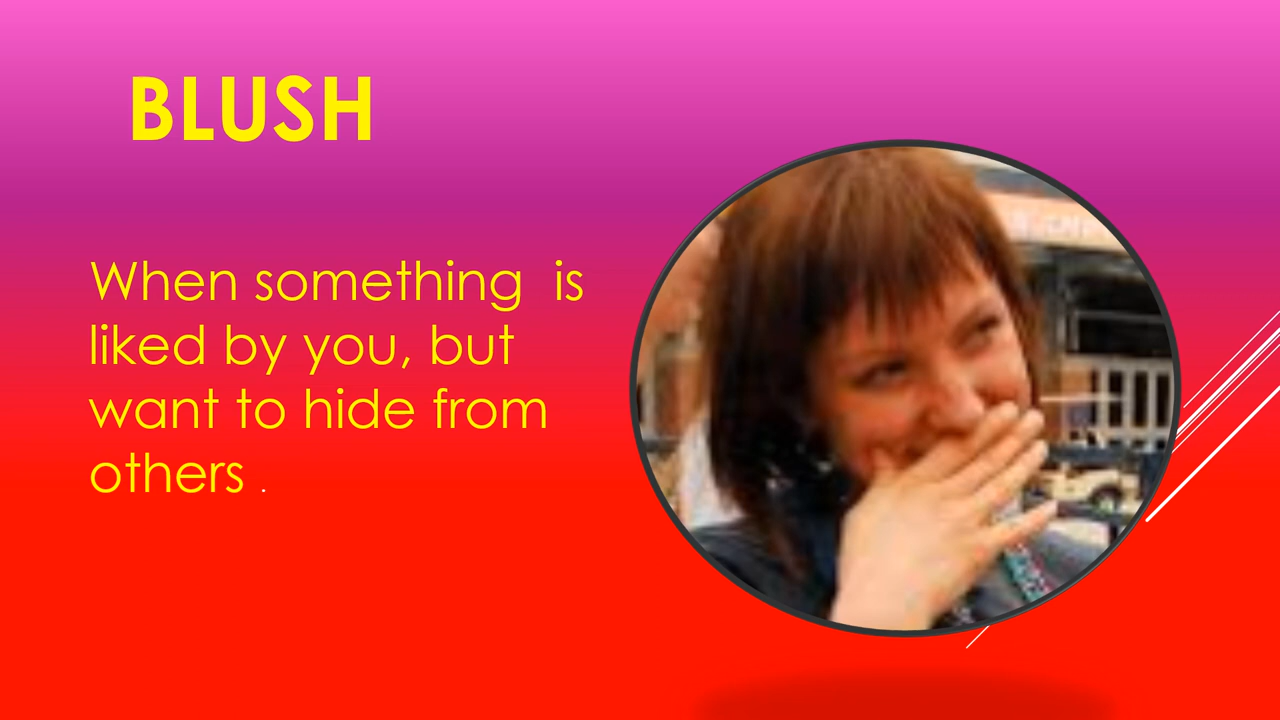 BLUSH
When something  is
liked by you, but
want to hide from
others .